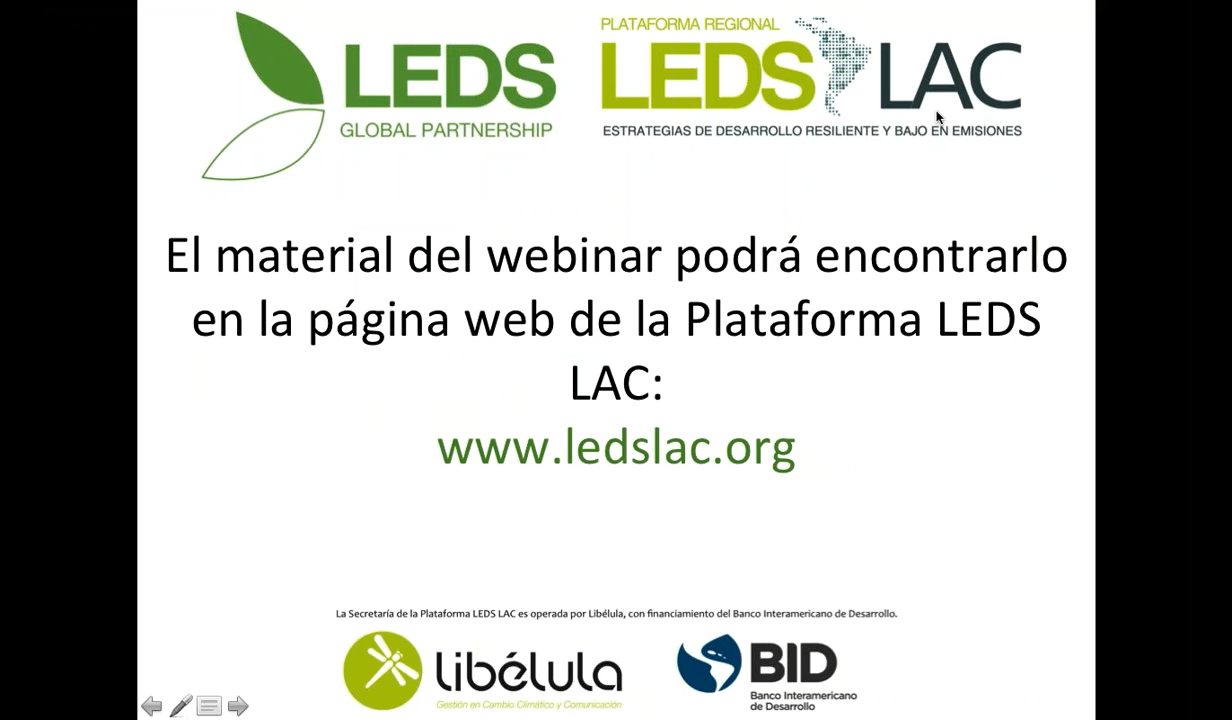 LEDS
GLOBAL PARTNERSHIP
PLATAFORMA REGIONAL
LEDS LAC
ESTRATEGIAS DE DESARROLLO RESILIENTE Y BAJO EN EMISIONES
El material del webinar podrá encontrarlo
en la página web de la Plataforma LEDS
LAC:
www.ledslac.org
La Secretaría de la Plataforma LEDS LAC es operada por Libélula, con financiamiento del Banco Interamericano de Desarrollo.
libélula
Gestión en Cambio Climático y Comunicación
BID
Banco Interamericano
de Desarrollo